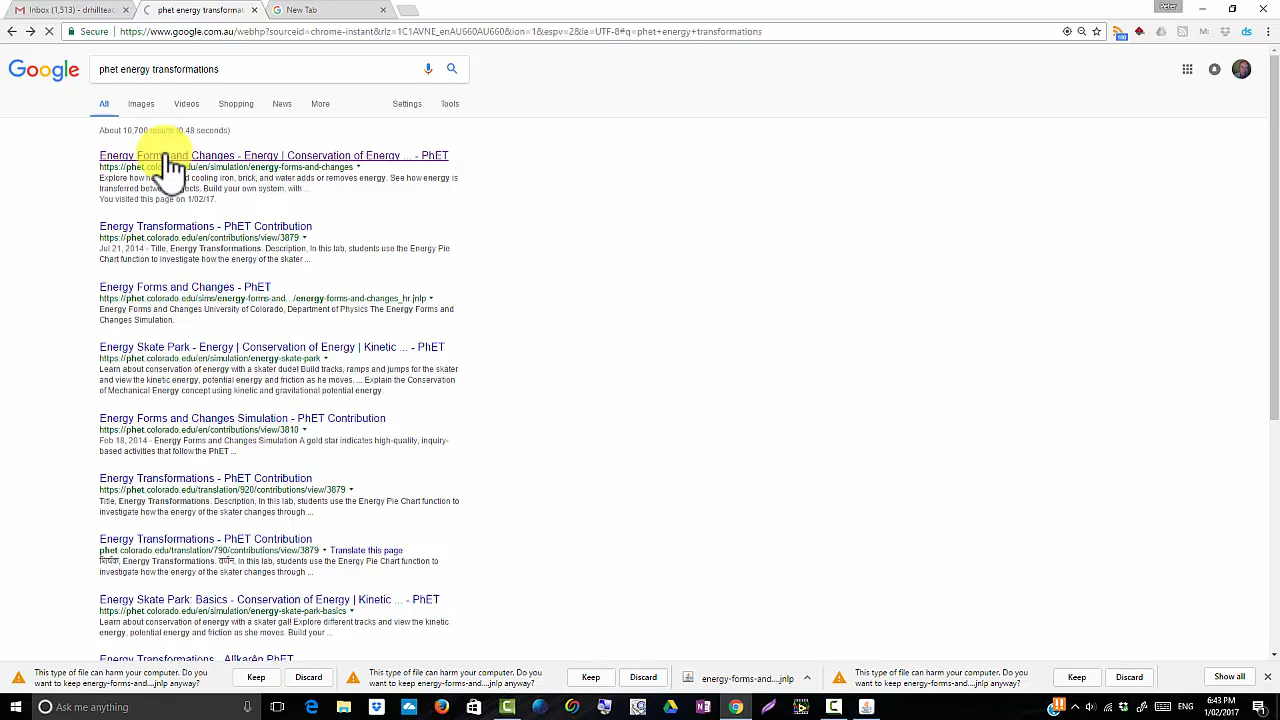 Inbox (1,513) - drhillteac
phet energy transformat
New Tab
Peter
Secure https://www.google.com.au/webhp?sourceid=chrome-instant&rlz=1C1AVNE_enAU660AU660&ion=1&espv=2&ie=UTF-8#q=phet+energy+transformations
Google
phet energy transformations
All Images Videos Shopping News More Settings Tools
About 10,700 results (0.48 seconds)
Energy Forms and Changes - Energy | Conservation of Energy ... - PhET
https://phet.colorado.edu/en/simulation/energy-forms-and-changes
Explore how cooling iron, brick, and water adds or removes energy. See how energy is
transferred between objects. Build your own system, with ...
You visited this page on 1/02/17.
Energy Transformations - PhET Contribution
https://phet.colorado.edu/contributions/view/3879
Jul 21, 2014 - Title, Energy Transformations. Description, In this lab, students use the Energy Pie
Chart function to investigate how the energy of the skater ...
Energy Forms and Changes - PhET
https://phet.colorado.edu/sims/energy-forms-and.../energy-forms-and-changes_hr.jnlp
Energy Forms and Changes University of Colorado, Department of Physics The Energy Forms and
Changes Simulation.
Energy Skate Park - Energy | Conservation of Energy | Kinetic ... - PhET
https://phet.colorado.edu/en/simulation/energy-skate-park
Learn about conservation of energy with a skater dude! Build tracks, ramps and jumps for the skater
and view the kinetic energy, potential energy and friction as he moves. ... Explain the Conservation
of Mechanical Energy concept using kinetic and gravitational potential energy.
Energy Forms and Changes Simulation - PhET Contribution
https://phet.colorado.edu/contributions/view/3810
Feb 18, 2014 - Energy Forms and Changes Simulation A gold star indicates high-quality, inquiry-
based activities that follow the PhET ...
Energy Transformations - PhET Contribution
https://phet.colorado.edu/translation/920/contributions/view/3879
Title, Energy Transformations. Description, In this lab, students use the Energy Pie Chart function to
investigate how the energy of the skater changes through ...
Energy Transformations - PhET Contribution
phet.colorado.edu/translation/790/contributions/view/3879 Translate this page
शिर्षक, Energy Transformations. वर्णन, In this lab, students use the Energy Pie Chart function to
investigate how the energy of the skater changes through ...
Energy Skate Park: Basics - Conservation of Energy | Kinetic ... - PhET
https://phet.colorado.edu/en/simulation/energy-skate-park-basics
Learn about conservation of energy with a skater gal! Explore different tracks and view the kinetic
energy, potential energy and friction as she moves. Build your ...
Energy Transformations - Alîkarên PhET
This type of file can harm your computer. Do you want to keep energy-forms-and....jnlp anyway? Keep Discard
This type of file can harm your computer. Do you want to keep energy-forms-and....jnlp anyway? Keep Discard
energy-forms-and....jnlp
This type of file can harm your computer. Do you want to keep energy-forms-and....jnlp anyway? Keep Discard
Show all
Ask me anything
ENG
6:43 PM
1/02/2017